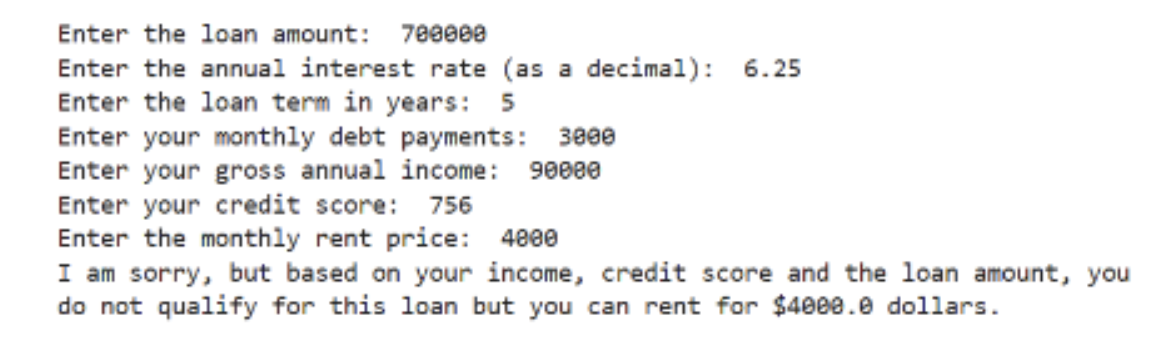 Enter the loan amount:  700000
Enter the annual interest rate (as a decimal):  6.25
Enter the loan term in years:  5
Enter your monthly debt payments:  3000
Enter your gross annual income:  90000
Enter your credit score:  756
Enter the monthly rent price:  4000
I am sorry, but based on your income, credit score and the loan amount, you
do not qualify for this loan but you can rent for $4000.0 dollars.